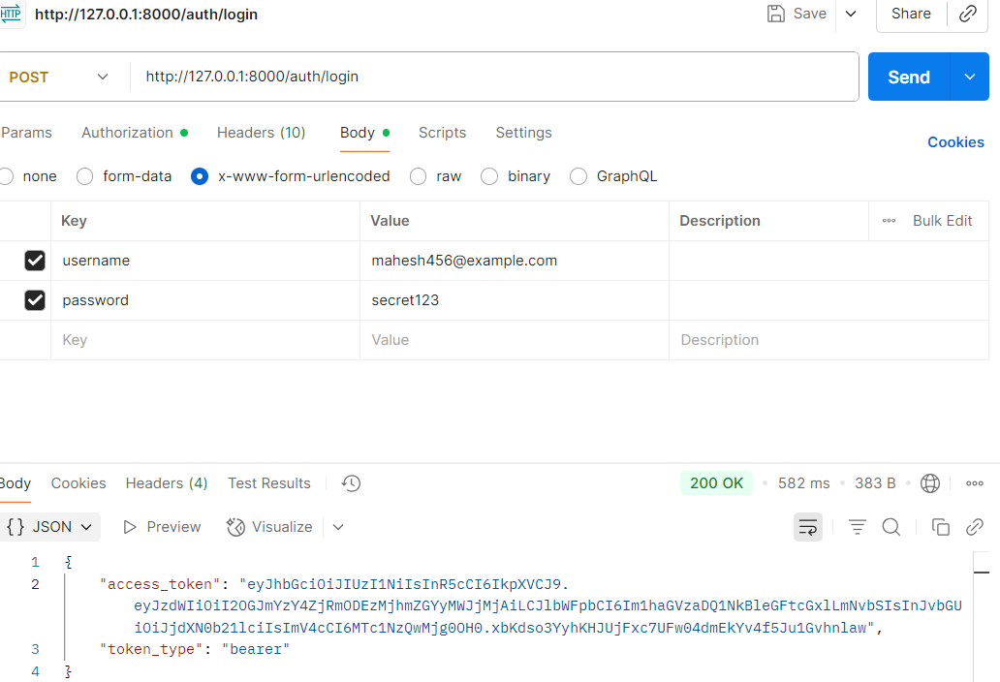 HTTP http://127.0.0.1:8000/auth/login Save Share
POST http://127.0.0.1:8000/auth/login Send
Params Authorization Headers (10) Body Scripts Settings Cookies
none form-data x-www-form-urlencoded raw binary GraphQL
Key Value Description Bulk Edit
username mahesh456@example.com
password secret123
Key Value Description
Body Cookies Headers (4) Test Results 200 OK 582 ms 383 B
{} JSON Preview Visualize
1 {
2 "access_token": "eyJhbGciOiJIUzI1NiIsInR5cCI6IkpXVCJ9.
eyJzdWIiOiI2OGJmYzY4ZjRmODEzMjhmZGYyMWJjMjAiLCJlbWFpbCI6Im1haGVzaDQ1NkBleGFtcGxlLmNvbSIsInJvbGU
iOiJjdXN0b21lciIsImV4cCI6MTc1NzQwMjg0OH0.xbKdso3YyhKHJUjFxc7UFw04dmEkYv4f5Ju1Gvhnlaw",
3 "token_type": "bearer"
4 }